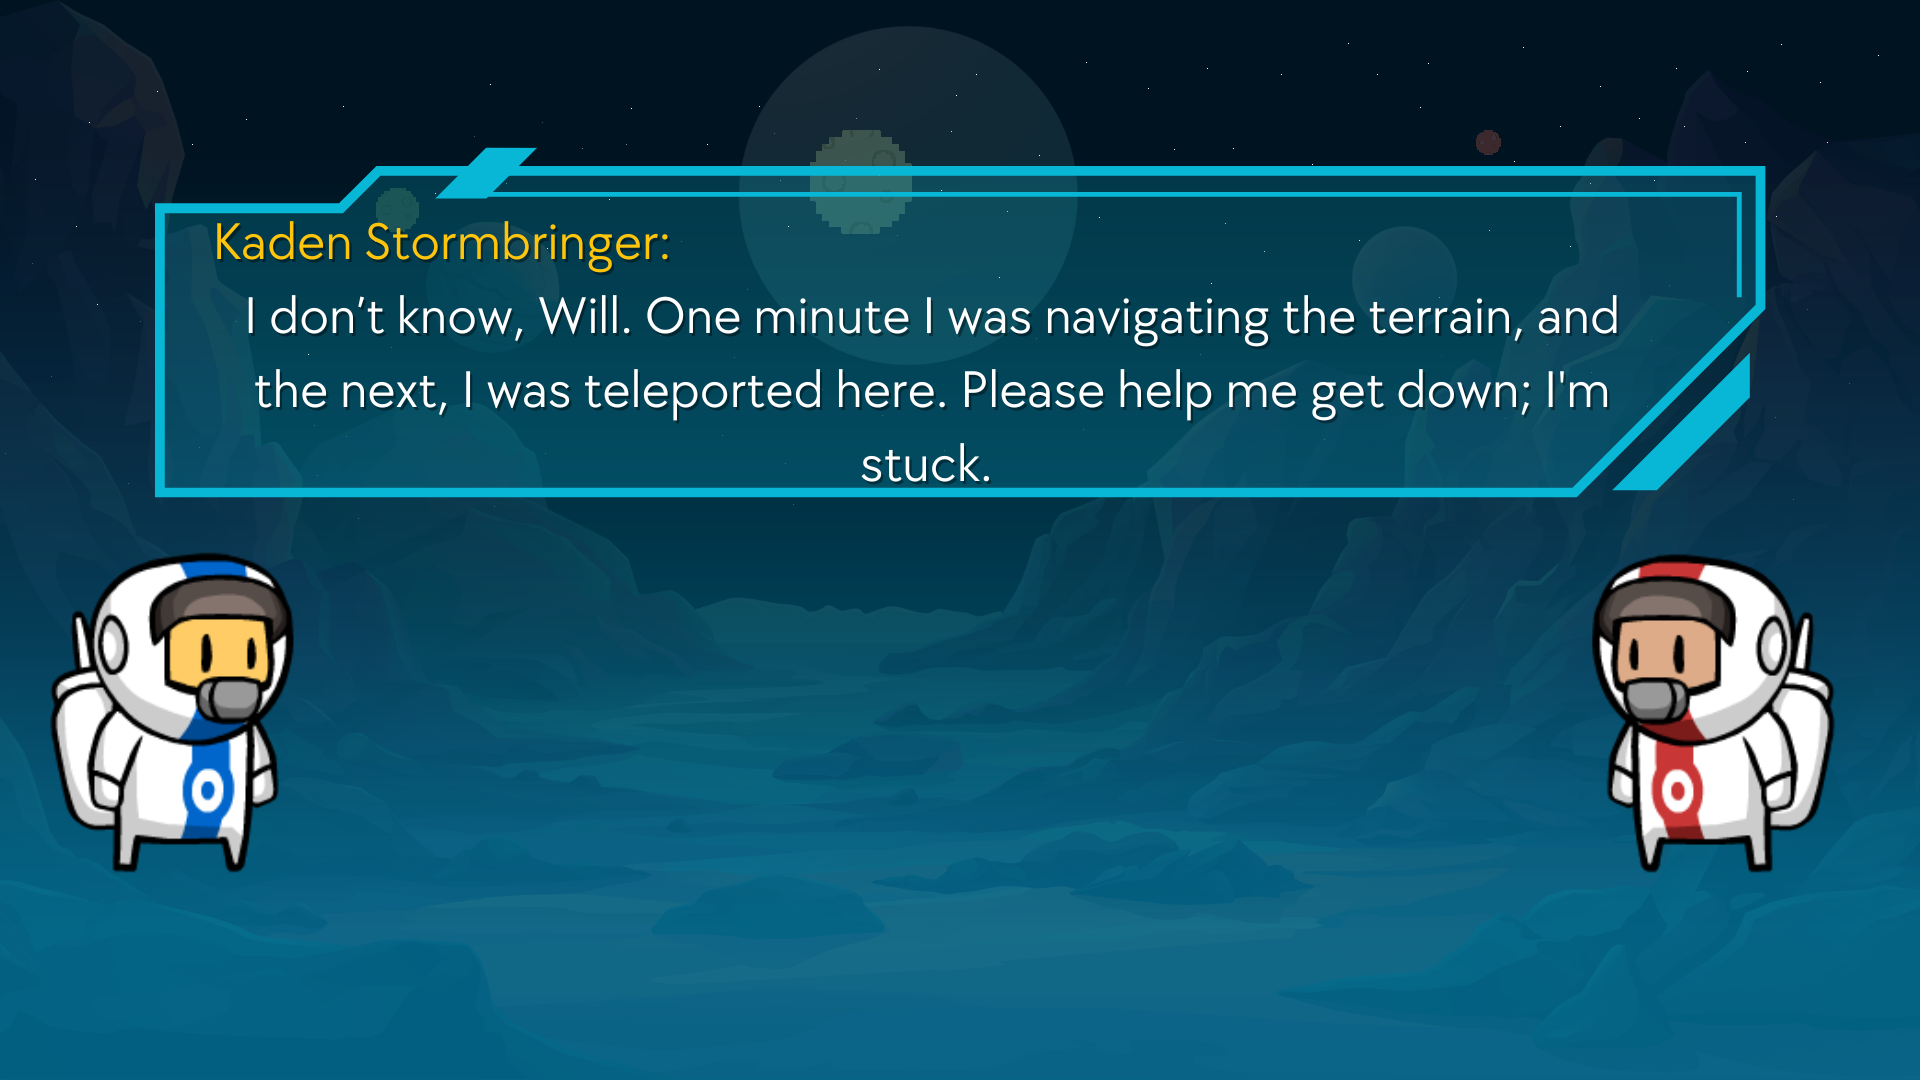 Kaden Stormbringer:
I don’t know, Will. One minute I was navigating the terrain, and
the next, I was teleported here. Please help me get down; I'm
stuck.